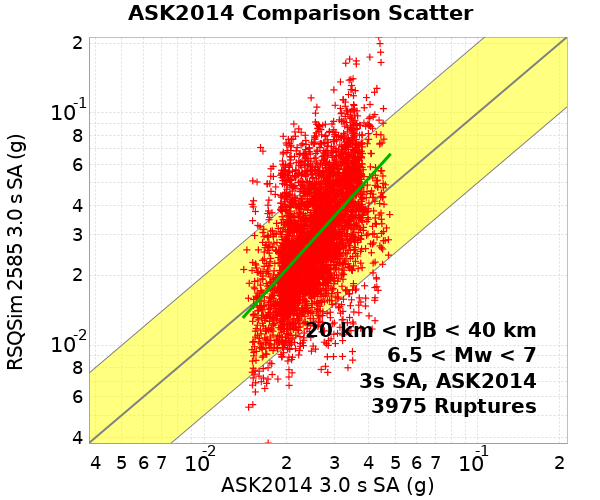 ASK2014 Comparison Scatter
RSQSim 2585 3.0 s SA (g)
2
10-1
8
6
4
3
2
10-2
8
6
4
20 km < rJB < 40 km
6.5 < Mw < 7
3s SA, ASK2014
3975 Ruptures
4 5 6 7 10-2 2 3 4 5 6 7 10-1 2
ASK2014 3.0 s SA (g)